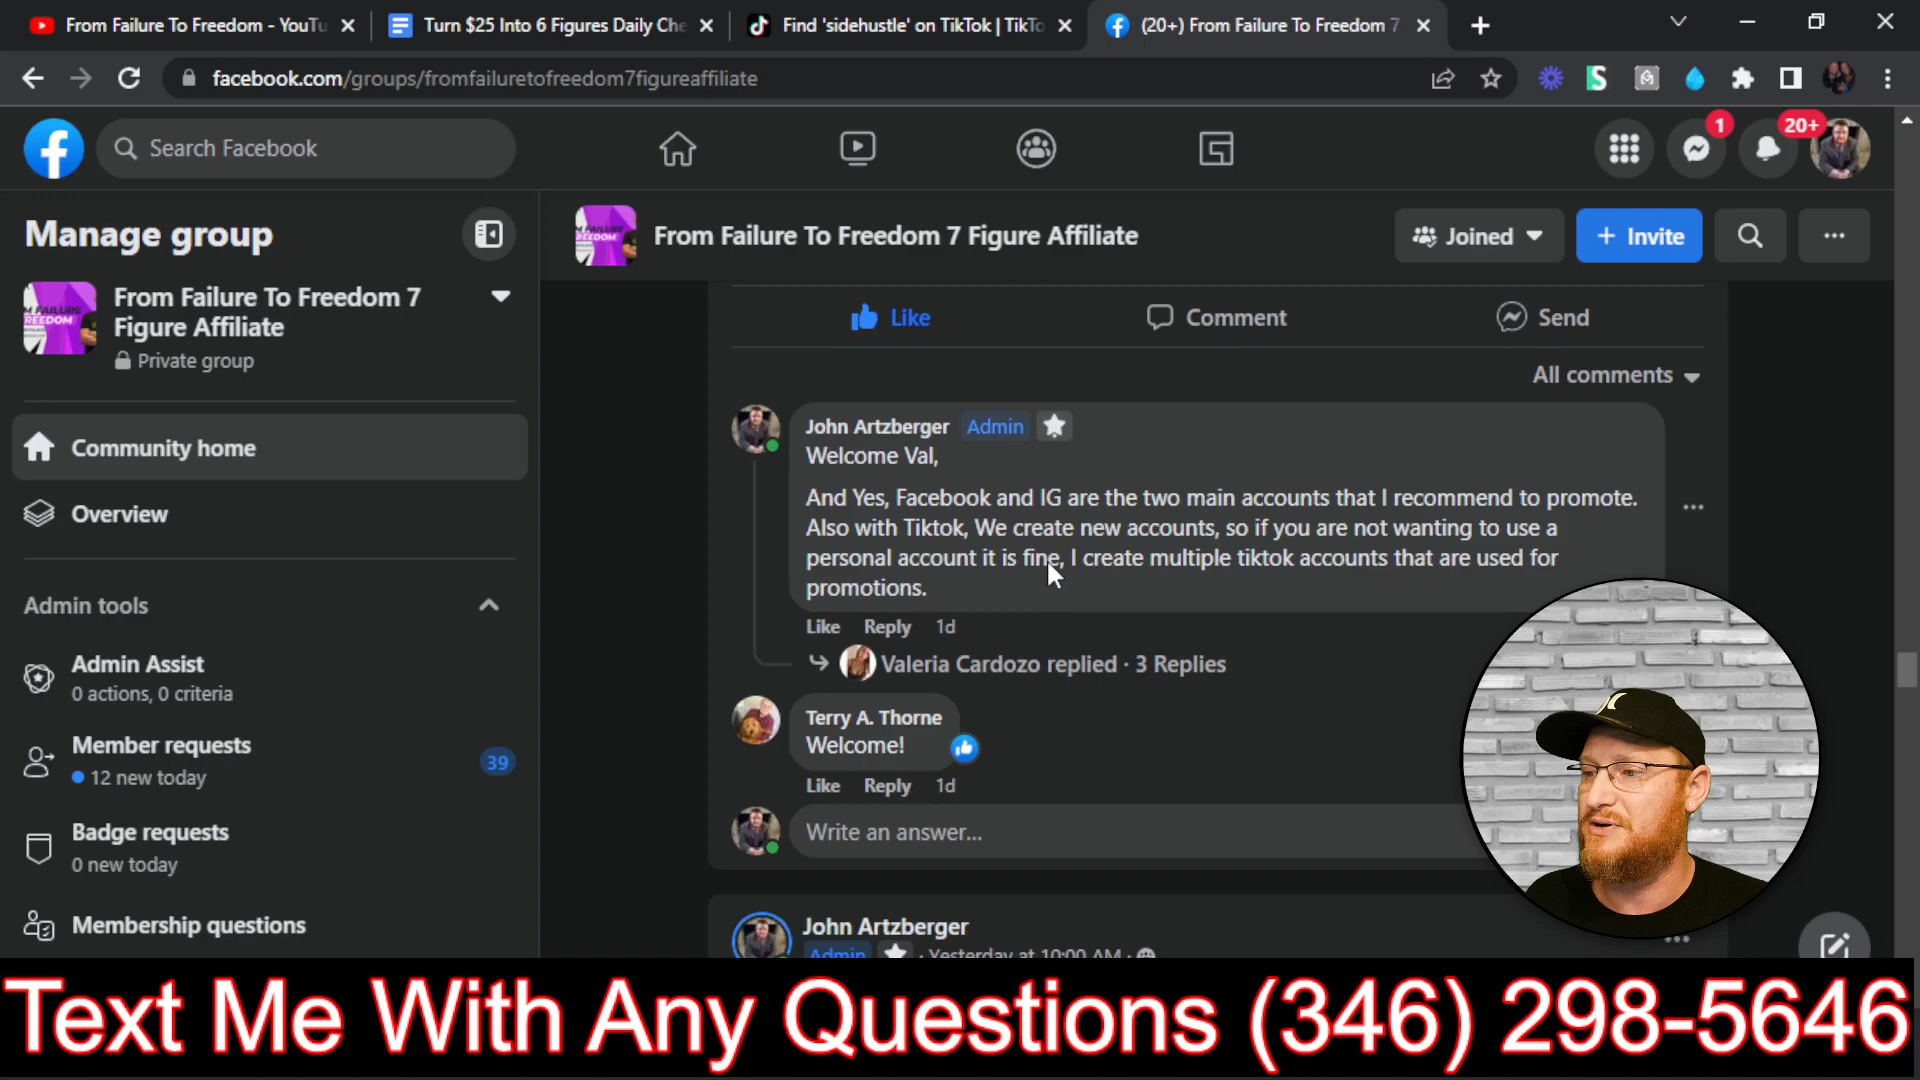 From Failure To Freedom - YouTu
Turn $25 Into 6 Figures Daily Che
Find 'sidehustle' on TikTok | TikTo
(20+) From Failure To Freedom 7
facebook.com/groups/fromfailuretofreedom7figureaffiliate
Search Facebook
1
20+
Manage group
From Failure To Freedom 7 Figure Affiliate
Joined
+ Invite
From Failure To Freedom 7
Figure Affiliate
Private group
Like
Comment
Send
All comments
Community home
Overview
Admin tools
Admin Assist
0 actions, 0 criteria
Member requests
12 new today
39
Badge requests
0 new today
Membership questions
John Artzberger Admin
Welcome Val,
And Yes, Facebook and IG are the two main accounts that I recommend to promote.
Also with Tiktok, We create new accounts, so if you are not wanting to use a
personal account it is fine, I create multiple tiktok accounts that are used for
promotions.
Like Reply 1d
Valeria Cardozo replied · 3 Replies
Terry A. Thorne
Welcome!
Like Reply 1d
Write an answer...
John Artzberger
Admin · Yesterday at 10:00 AM ·
Text Me With Any Questions (346) 298-5646